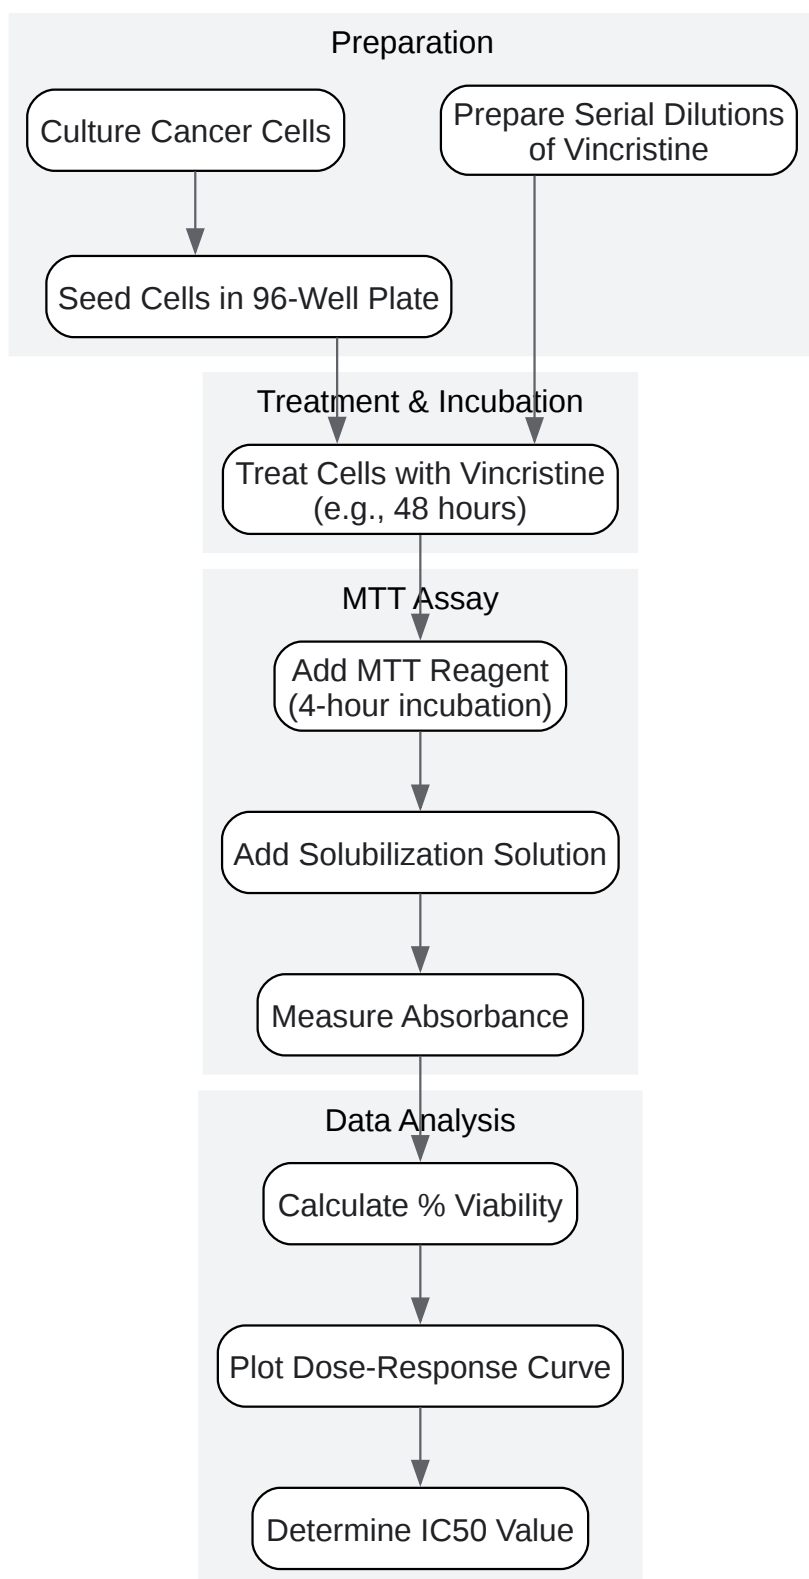 Preparation
Culture Cancer Cells
Prepare Serial Dilutions
of Vincristine
Seed Cells in 96-Well Plate
Treatment & Incubation
Treat Cells with Vincristine
(e.g., 48 hours)
MTT Assay
Add MTT Reagent
(4-hour incubation)
Add Solubilization Solution
Measure Absorbance
Data Analysis
Calculate % Viability
Plot Dose-Response Curve
Determine IC50 Value